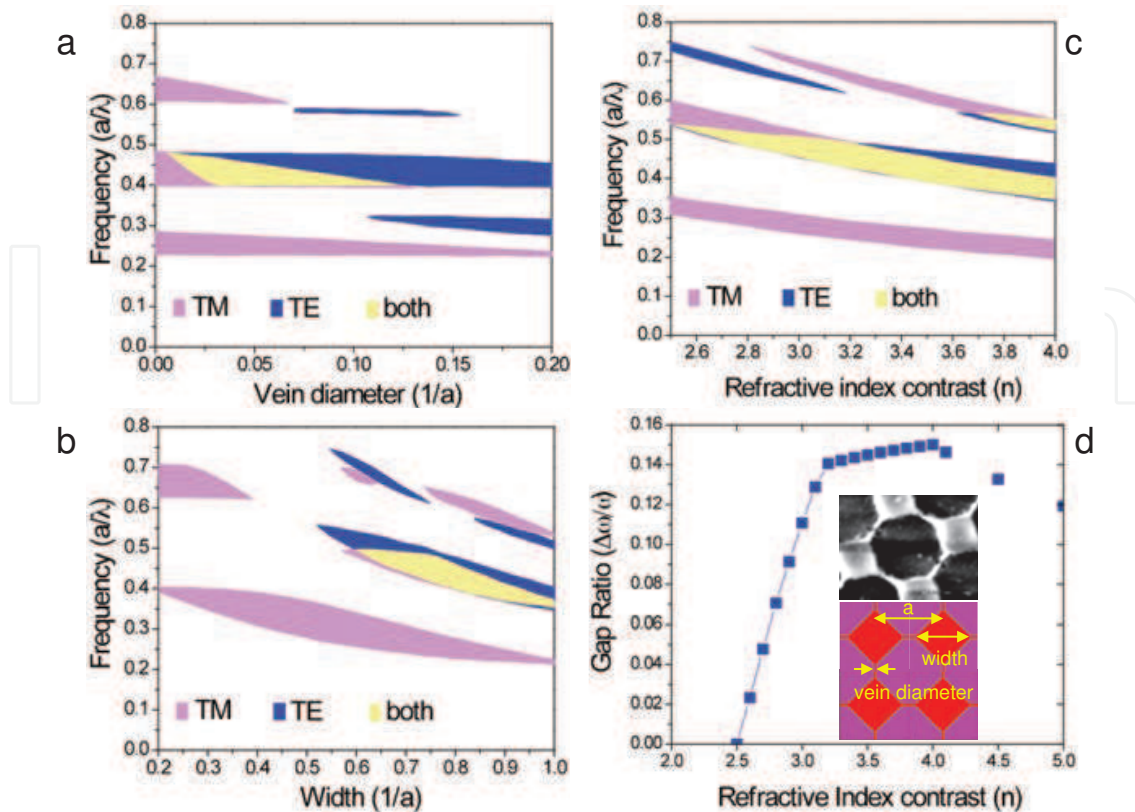 a
0.8
0.7
0.6
0.5
0.4
0.3
0.2
0.1
0.0
Frequency (a/λ)
TM TE both
0.00 0.05 0.10 0.15 0.20
Vein diameter (1/a)
c
0.8
0.7
0.6
0.5
0.4
0.3
0.2
0.1
0.0
Frequency (a/λ)
TM TE both
2.6 2.8 3.0 3.2 3.4 3.6 3.8 4.0
Refractive index contrast (n)
b
0.8
0.7
0.6
0.5
0.4
0.3
0.2
0.1
0.0
Frequency (a/λ)
TM TE both
0.2 0.3 0.4 0.5 0.6 0.7 0.8 0.9 1.0
Width (1/a)
d
0.16
0.14
0.12
0.10
0.08
0.06
0.04
0.02
0.00
Gap Ratio (Δω/ω)
a
width
vein diameter
2.0 2.5 3.0 3.5 4.0 4.5 5.0
Refractive Index contrast (n)